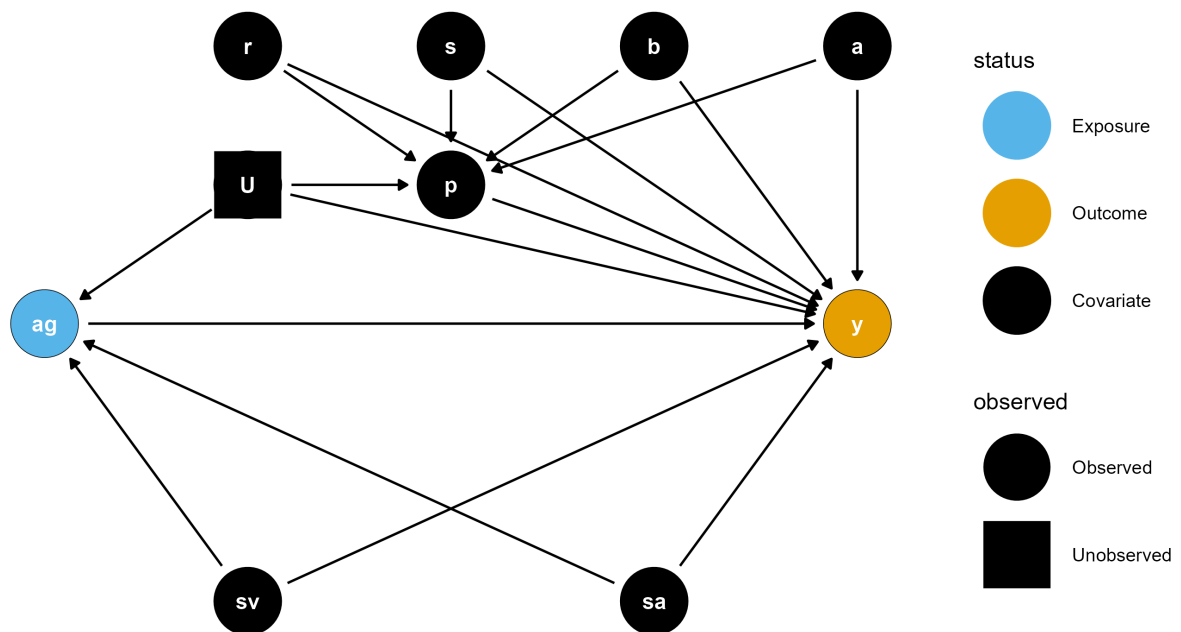 r
s
b
a
U
p
ag
y
sv
sa
status
Exposure
Outcome
Covariate
observed
Observed
Unobserved